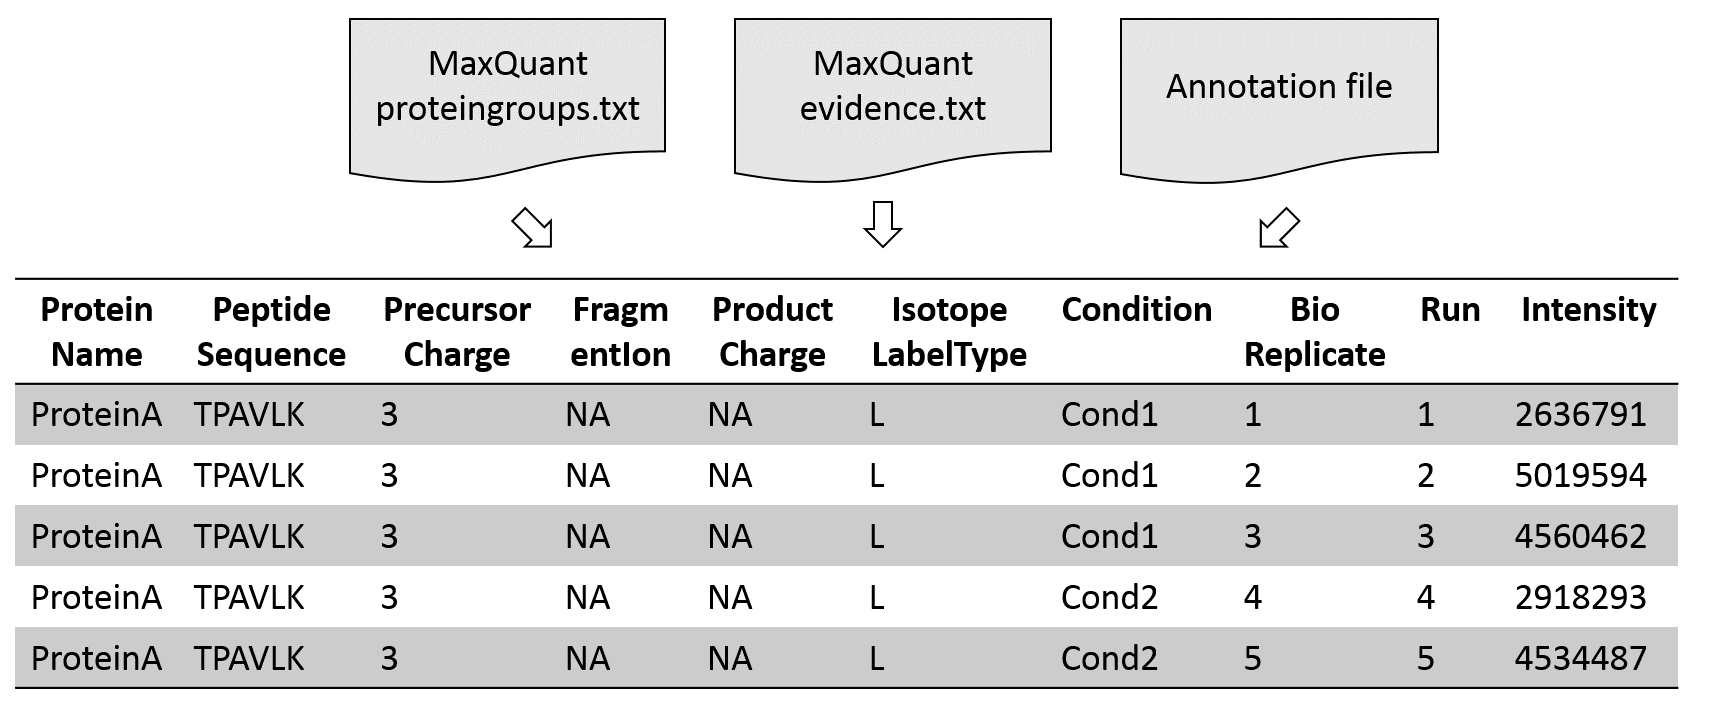 MaxQuant
proteingroups.txt
MaxQuant
evidence.txt
Annotation file
Protein Name Peptide Sequence Precursor Charge Fragm entIon Product Charge Isotope LabelType Condition Bio Replicate Run Intensity
ProteinA TPAVLK 3 NA NA L Cond1 1 1 2636791
ProteinA TPAVLK 3 NA NA L Cond1 2 2 5019594
ProteinA TPAVLK 3 NA NA L Cond1 3 3 4560462
ProteinA TPAVLK 3 NA NA L Cond2 4 4 2918293
ProteinA TPAVLK 3 NA NA L Cond2 5 5 4534487